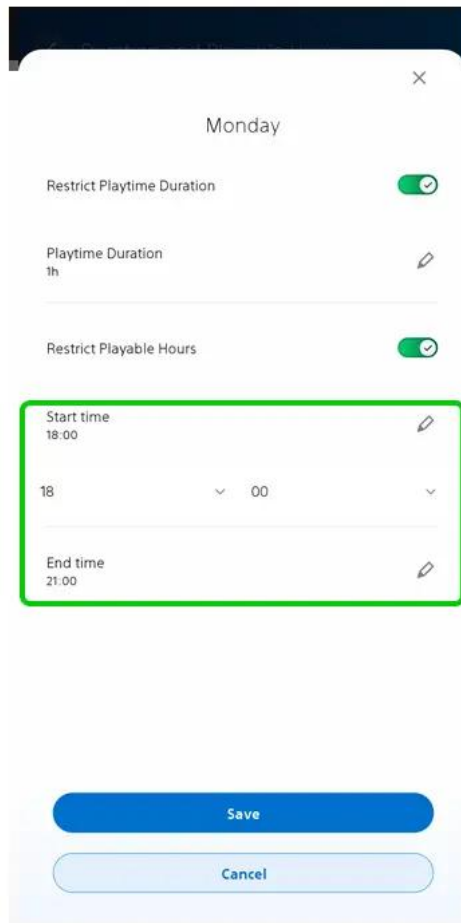 Monday
Restrict Playtime Duration
Playtime Duration
1h
Restrict Playable Hours
Start time
18:00
18 00
End time
21:00
Save
Cancel